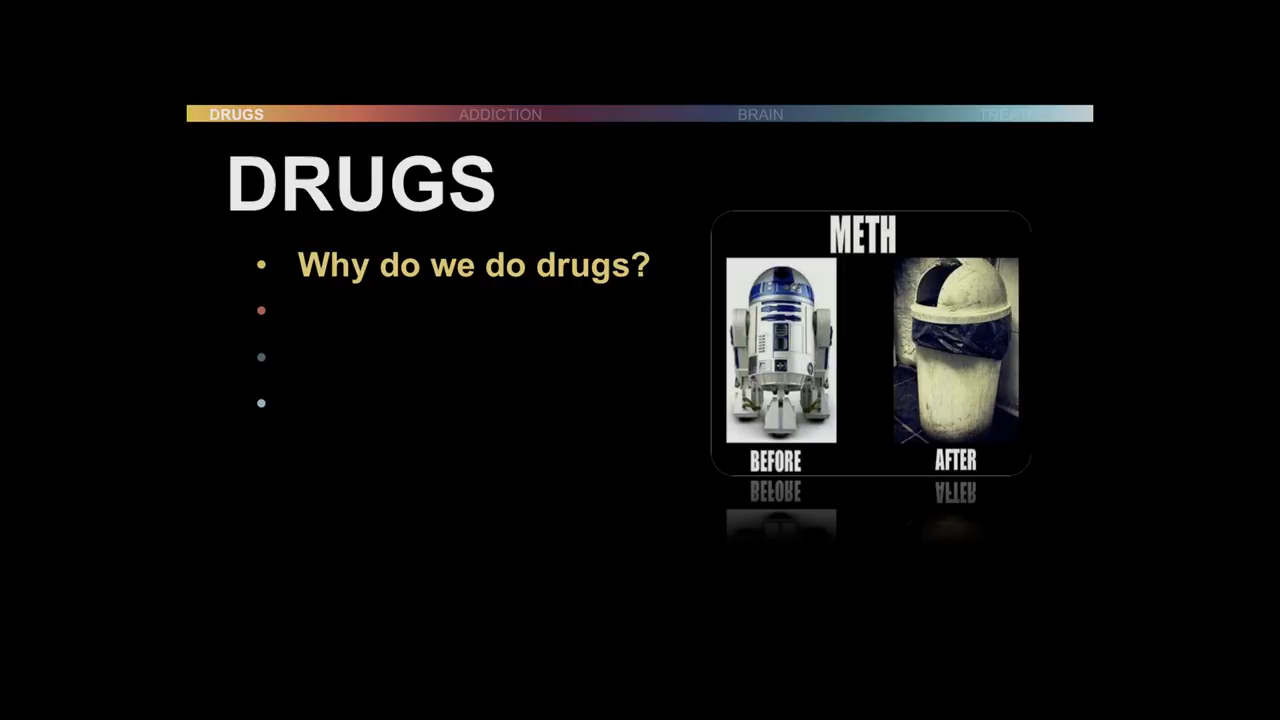 DRUGS ADDICTION BRAIN
DRUGS
• Why do we do drugs?
METH
BEFORE AFTER